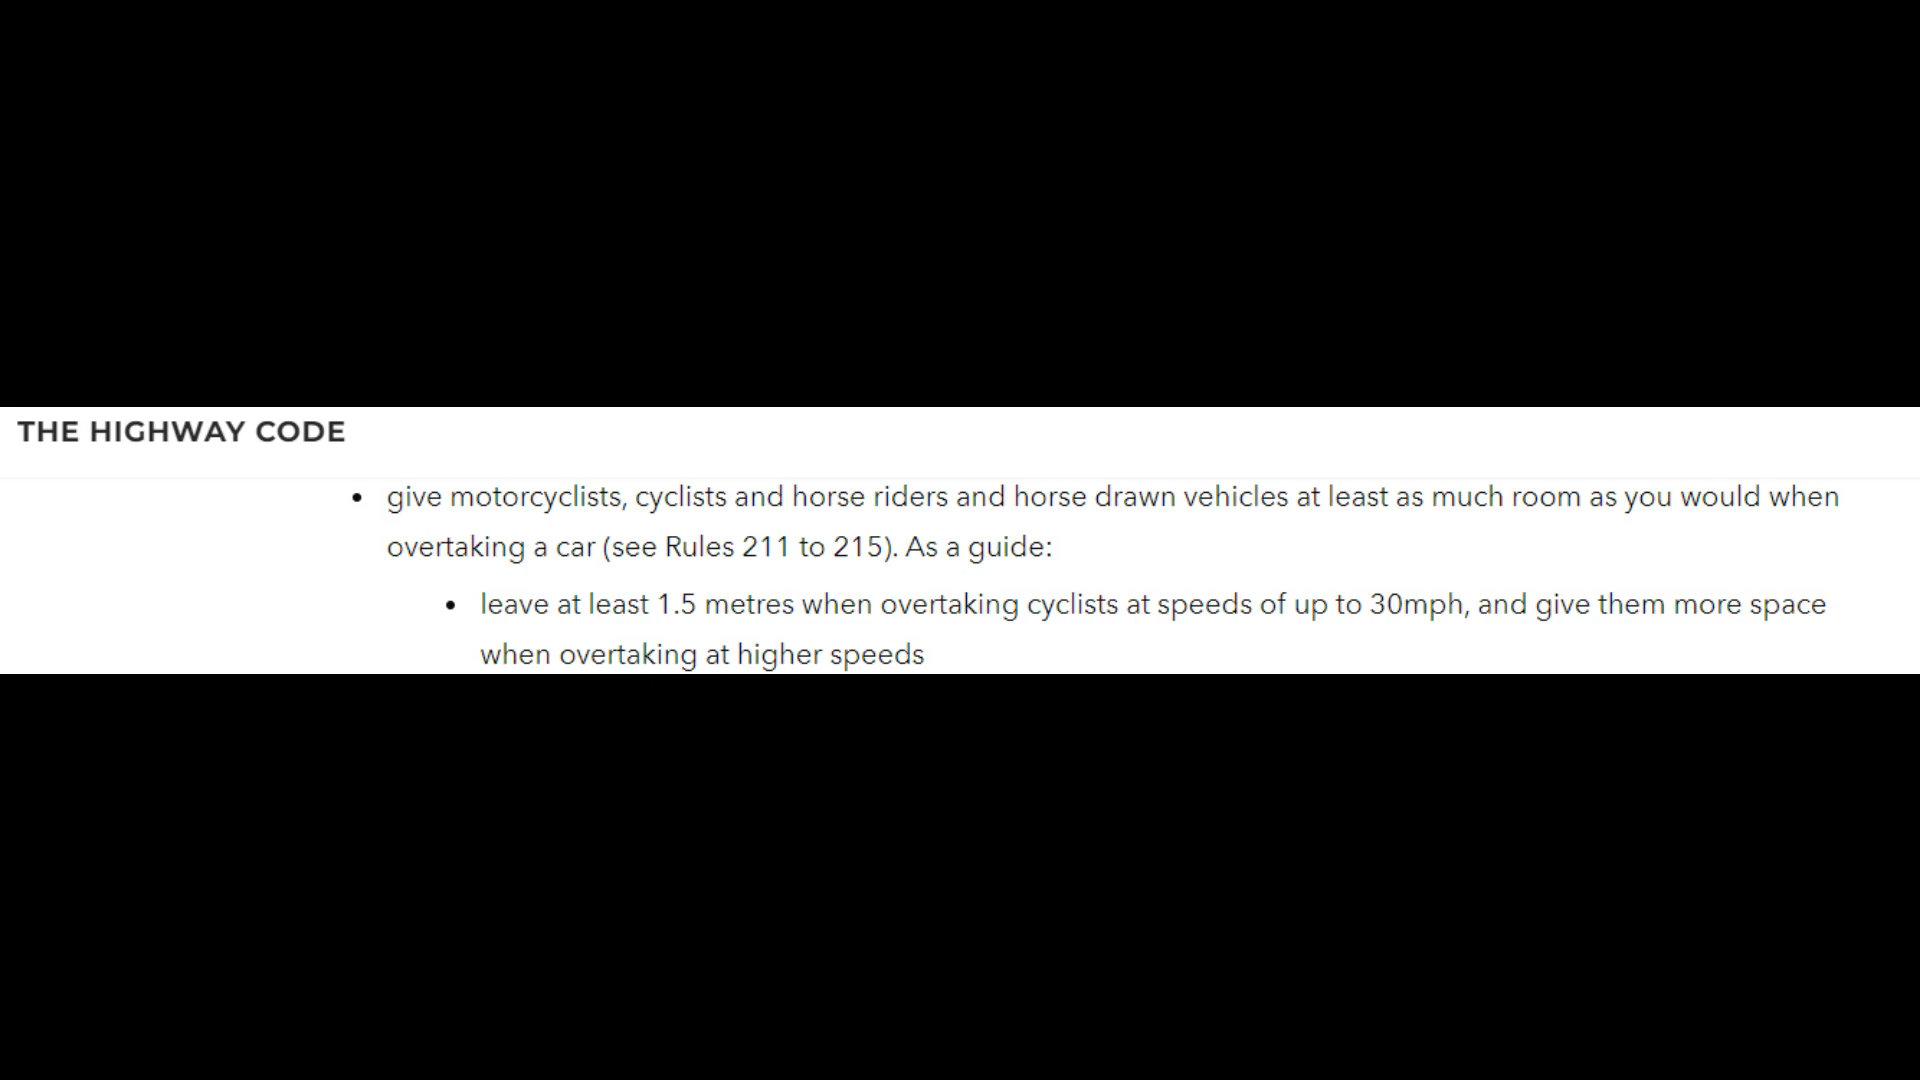 THE HIGHWAY CODE
• give motorcyclists, cyclists and horse riders and horse drawn vehicles at least as much room as you would when
overtaking a car (see Rules 211 to 215). As a guide:
• leave at least 1.5 metres when overtaking cyclists at speeds of up to 30mph, and give them more space
when overtaking at higher speeds